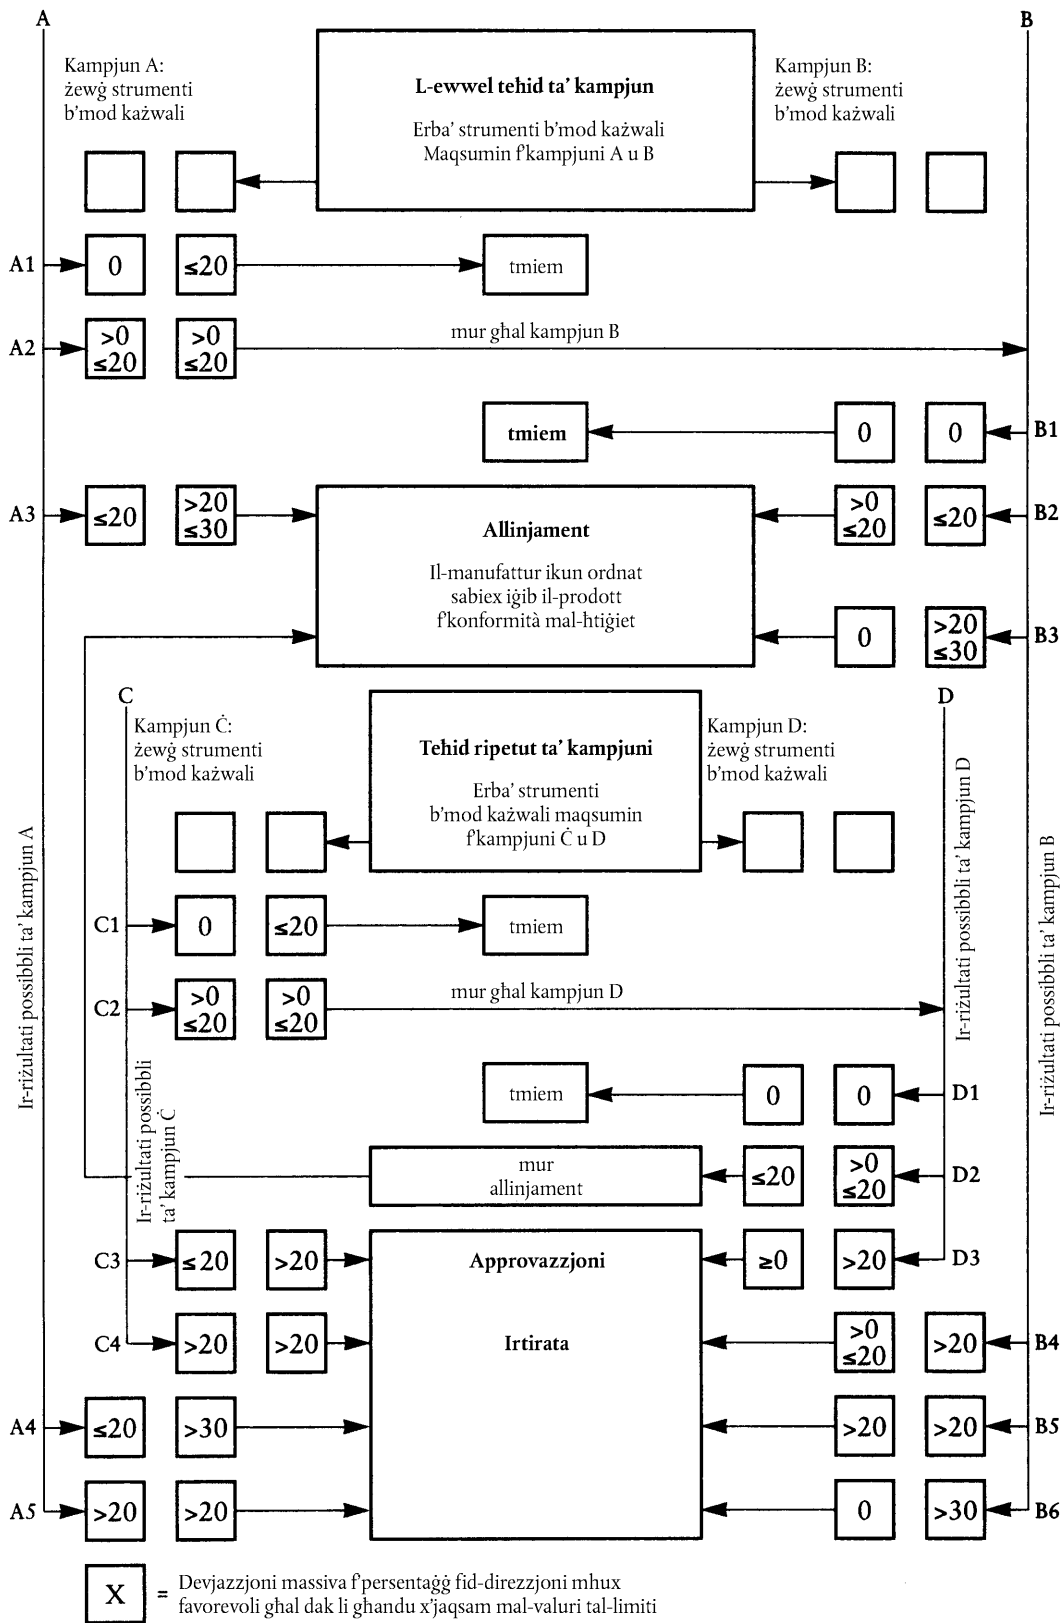 A
B
Kampjun A:
żewġ strumenti
b'mod każwali
L-ewwel teħid ta' kampjun
Erba' strumenti b'mod każwali
Maqsumin f'kampjuni A u B
Kampjun B:
żewġ strumenti
b'mod każwali
A1
0
≤20
tmiem
A2
>0
≤20
>0
≤20
mur għal kampjun B
tmiem
0
0
B1
A3
≤20
>20
≤30
Allinjament
Il-manufattur ikun ordnat
sabiex iġib il-prodott
f'konformità mal-ħtiġiet
>0
≤20
≤20
B2
0
>20
≤30
B3
C
D
Kampjun Ċ:
żewġ strumenti
b'mod każwali
Teħid ripetut ta' kampjuni
Erba' strumenti
b'mod każwali maqsumin
f'kampjuni Ċ u D
Kampjun D:
żewġ strumenti
b'mod każwali
Ir-riżultati possibbli ta' kampjun A
Ir-riżultati possibbli ta' kampjun D
Ir-riżultati possibbli ta' kampjun B
C1
0
≤20
tmiem
C2
>0
≤20
>0
≤20
mur għal kampjun D
Ir-riżultati possibbli
ta' kampjun Ċ
tmiem
0
0
D1
mur
allinjament
≤20
>0
≤20
D2
C3
≤20
>20
Approvazzjoni
≥0
>20
D3
C4
>20
>20
Irtirata
>0
≤20
>20
B4
A4
≤20
>30
>20
>20
B5
A5
>20
>20
0
>30
B6
X
= Devjazzjoni massiva f'persentaġġ fid-direzzjoni mhux
favorevoli għal dak li għandu x'jaqsam mal-valuri tal-limiti